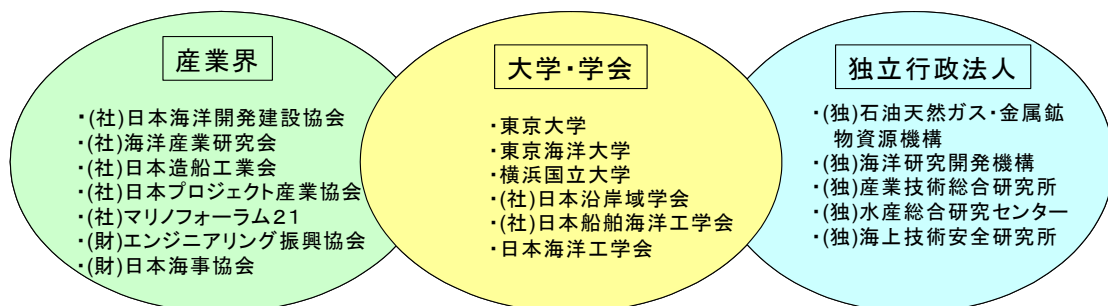 産業界
・(社)日本海洋開発建設協会
・(社)海洋産業研究会
・(社)日本造船工業会
・(社)日本プロジェクト産業協会
・(社)マリノフォーラム21
・(財)エンジニアリング振興協会
・(財)日本海事協会
大学・学会
・東京大学
・東京海洋大学
・横浜国立大学
・(社)日本沿岸域学会
・(社)日本船舶海洋工学会
・日本海洋工学会
独立行政法人
・(独)石油天然ガス・金属鉱
物資源機構
・(独)海洋研究開発機構
・(独)産業技術総合研究所
・(独)水産総合研究センター
・(独)海上技術安全研究所